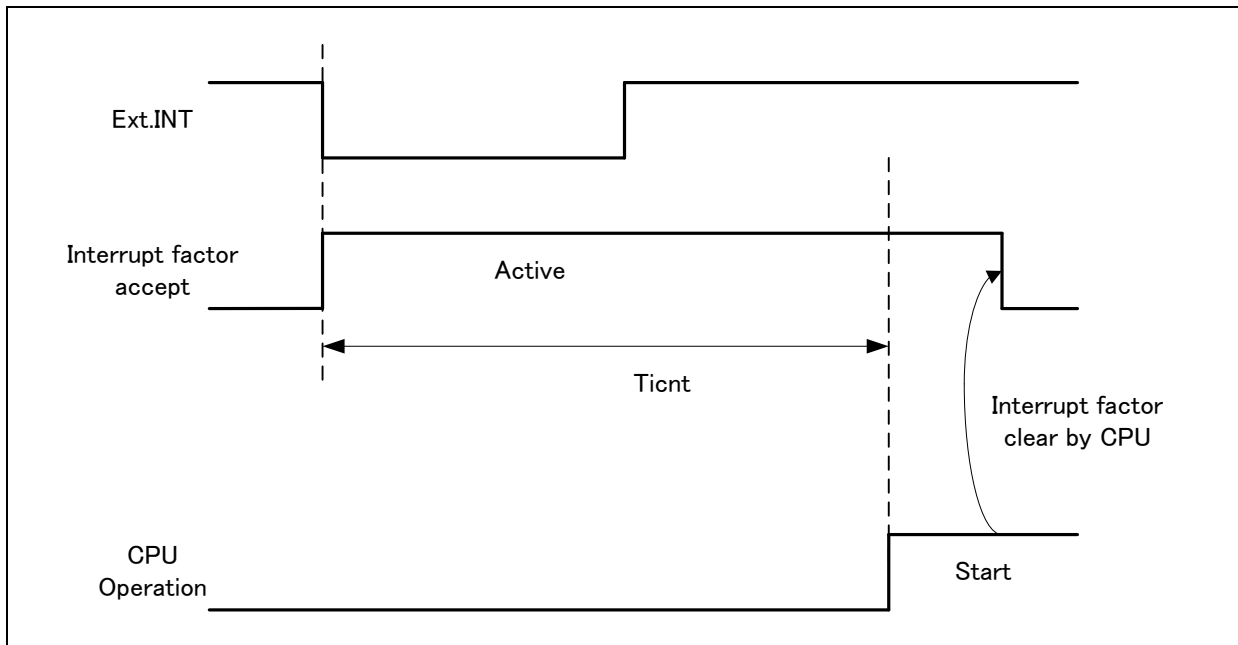 Ext.INT
Interrupt factor
accept
Active
Ticnt
Interrupt factor
clear by CPU
CPU
Operation
Start